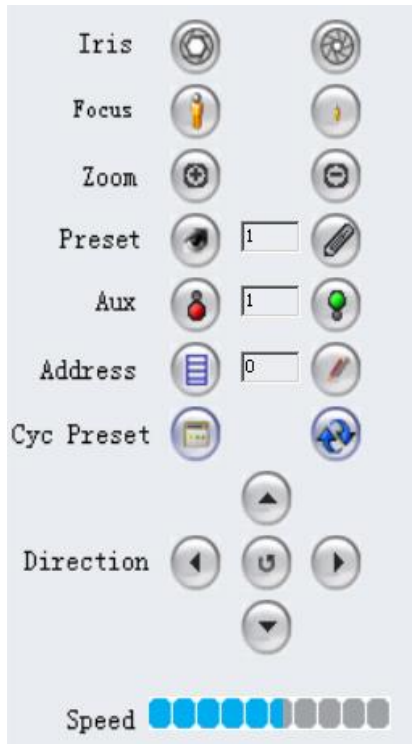 Iris
Focus
Zoom
Preset 1
Aux 1
Address 0
Cyc Preset
Direction
Speed